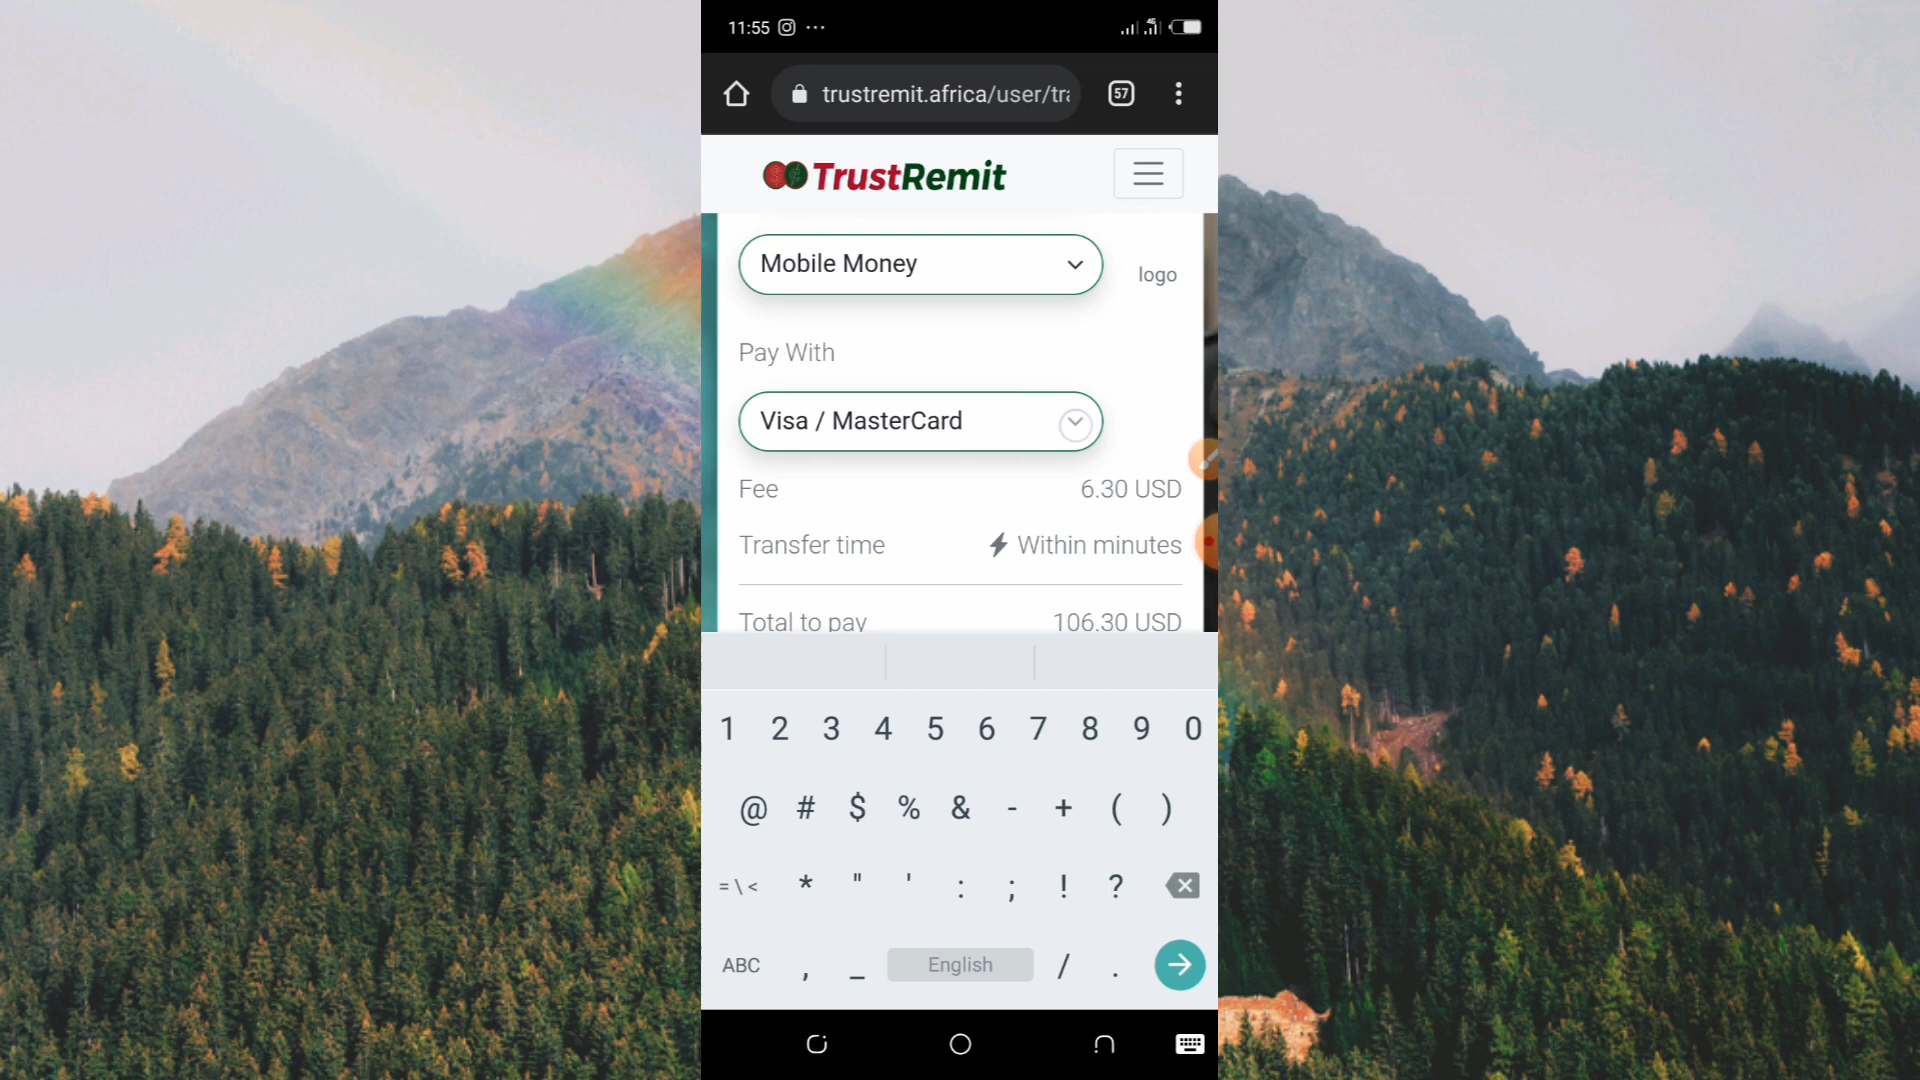 11:55
4G
trustremit.africa/user/tra
57
TrustRemit
Mobile Money
logo
Pay With
Visa / MasterCard
Fee 6.30 USD
Transfer time Within minutes
Total to pay 106.30 USD
1 2 3 4 5 6 7 8 9 0
@ # $ % & - + ( )
= \ < * " ' : ; ! ?
ABC , _ English / .